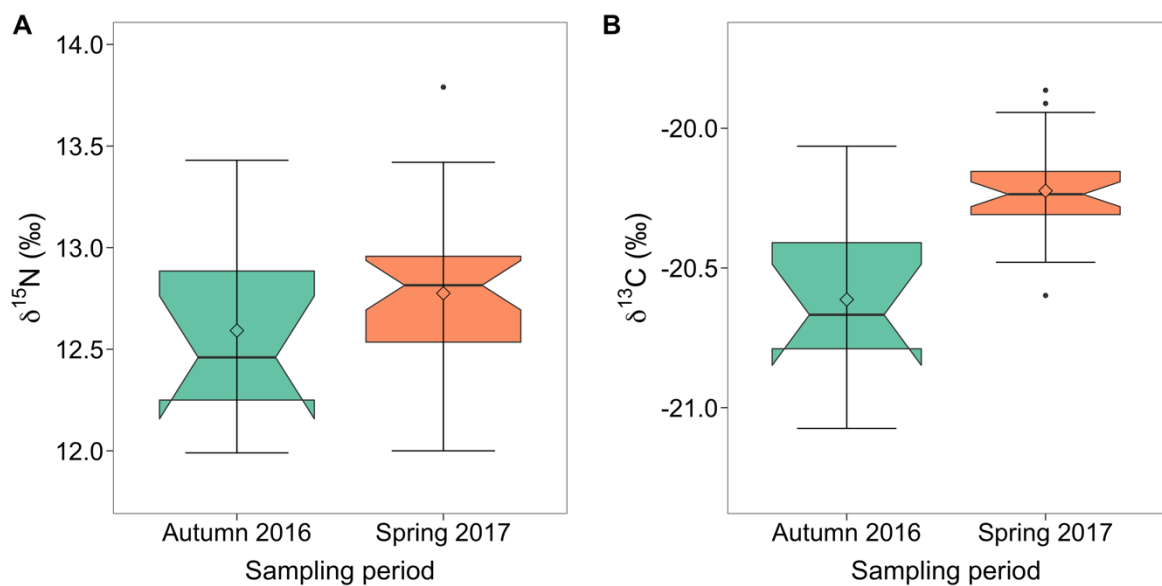 A
14.0
13.5
13.0
12.5
12.0
δ¹⁵N (‰)
Autumn 2016 Spring 2017
Sampling period
B
-20.0
-20.5
-21.0
δ¹³C (‰)
Autumn 2016 Spring 2017
Sampling period